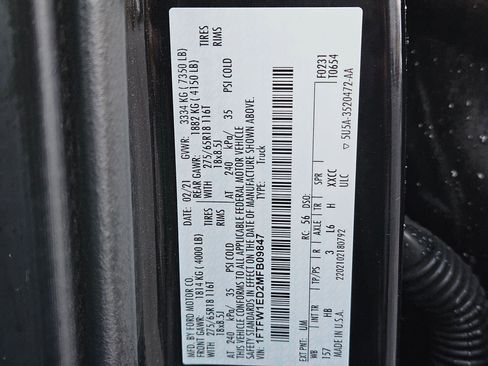 MFD. BY FORD MOTOR CO.
DATE: 02/21 GVWR: 3334 KG ( 7350 LB)
FRONT GAWR: 1814 KG (4000 LB) REAR GAWR: 1882 KG ( 4150 LB)
275/65R18 116T TIRES 275/65R18 116T TIRES
WITH 18x8.5J RIMS WITH 18x8.5J RIMS
AT 240 kPa/ 35 PSI COLD AT 240 kPa/ 35 PSI COLD
THIS VEHICLE CONFORMS TO ALL APPLICABLE FEDERAL MOTOR VEHICLE SAFETY
STANDARDS IN EFFECT ON THE DATE OF MANUFACTURE SHOWN ABOVE.
VIN: 1FTFW1ED2MFB09847 TYPE: Truck
F0231
T0654
EXT PNT: UM RC: 56 DSO:
WB TP/PS R AXLE TR SPR
157 HB 3 L6 H XXCC
ULC
MADE IN U.S.A. 2202102180792
▽ 5U5A-3520472-AA